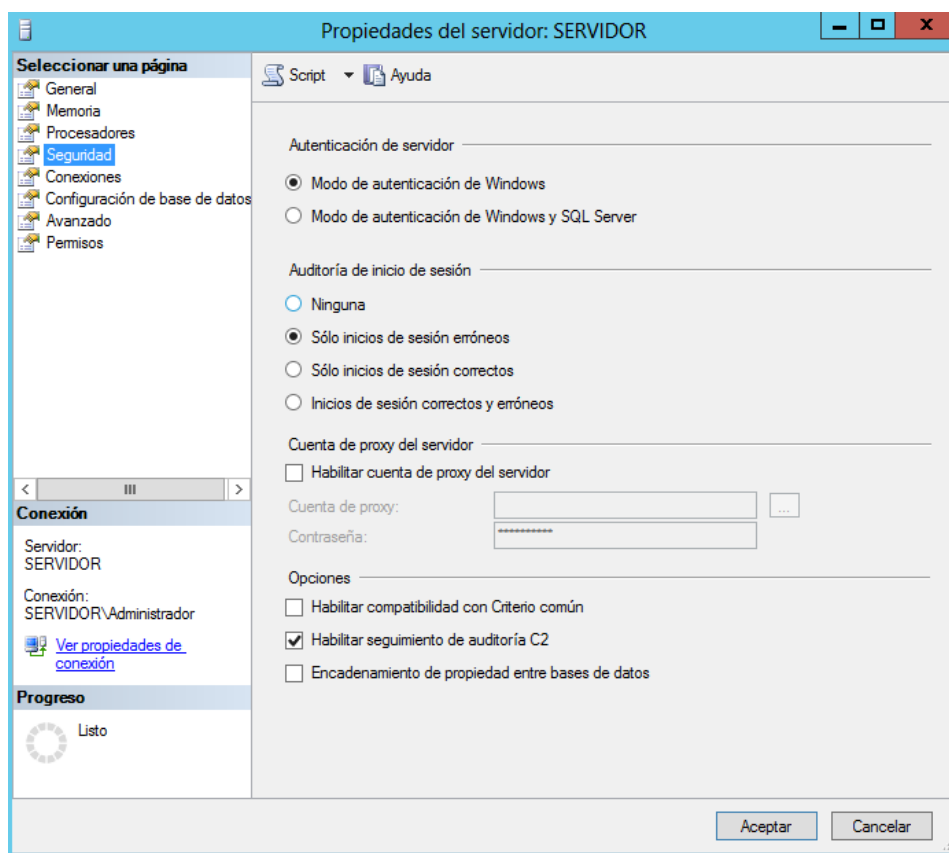 Propiedades del servidor: SERVIDOR
Seleccionar una página
General
Memoria
Procesadores
Seguridad
Conexiones
Configuración de base de datos
Avanzado
Permisos
Conexión
Servidor:
SERVIDOR
Conexión:
SERVIDOR\Administrador
Ver propiedades de
conexión
Progreso
Listo
Script Ayuda
Autenticación de servidor
Modo de autenticación de Windows
Modo de autenticación de Windows y SQL Server
Auditoría de inicio de sesión
Ninguna
Sólo inicios de sesión erróneos
Sólo inicios de sesión correctos
Inicios de sesión correctos y erróneos
Cuenta de proxy del servidor
Habilitar cuenta de proxy del servidor
Cuenta de proxy: ...
Contraseña: **********
Opciones
Habilitar compatibilidad con Criterio común
Habilitar seguimiento de auditoría C2
Encadenamiento de propiedad entre bases de datos
Aceptar Cancelar